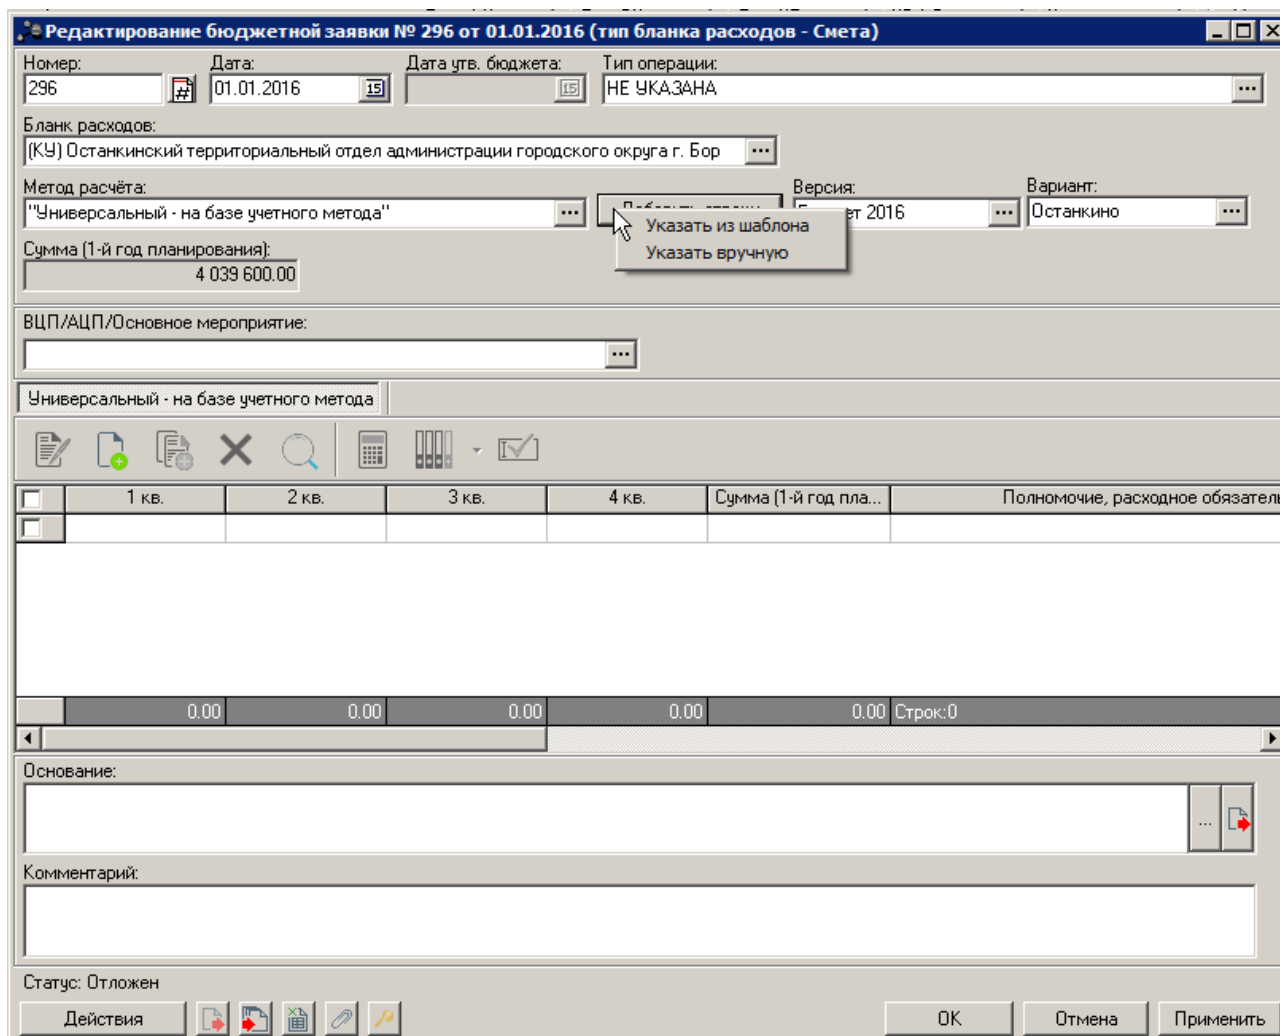 Редактирование бюджетной заявки № 296 от 01.01.2016 (тип бланка расходов - Смета)
Номер: Дата: Дата утв. бюджета: Тип операции:
296 01.01.2016 15 15 НЕ УКАЗАНА ...
Бланк расходов:
(КУ) Останкинский территориальный отдел администрации городского округа г. Бор ...
Метод расчёта: Версия: Вариант:
"Универсальный - на базе учетного метода" ... 2016 ... Останкино ...
Указать из шаблона
Указать вручную
Сумма (1-й год планирования):
4 039 600.00
ВЦП/АЦП/Основное мероприятие:
...
Универсальный - на базе учетного метода
1 кв. 2 кв. 3 кв. 4 кв. Сумма (1-й год пла... Полномочие, расходное обязатель
0.00 0.00 0.00 0.00 0.00 Строк:0
Основание:
...
Комментарий:
Статус: Отложен
Действия OK Отмена Применить